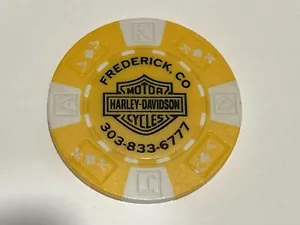 FREDERICK, CO
MOTOR
HARLEY-DAVIDSON
CYCLES
303-833-6777